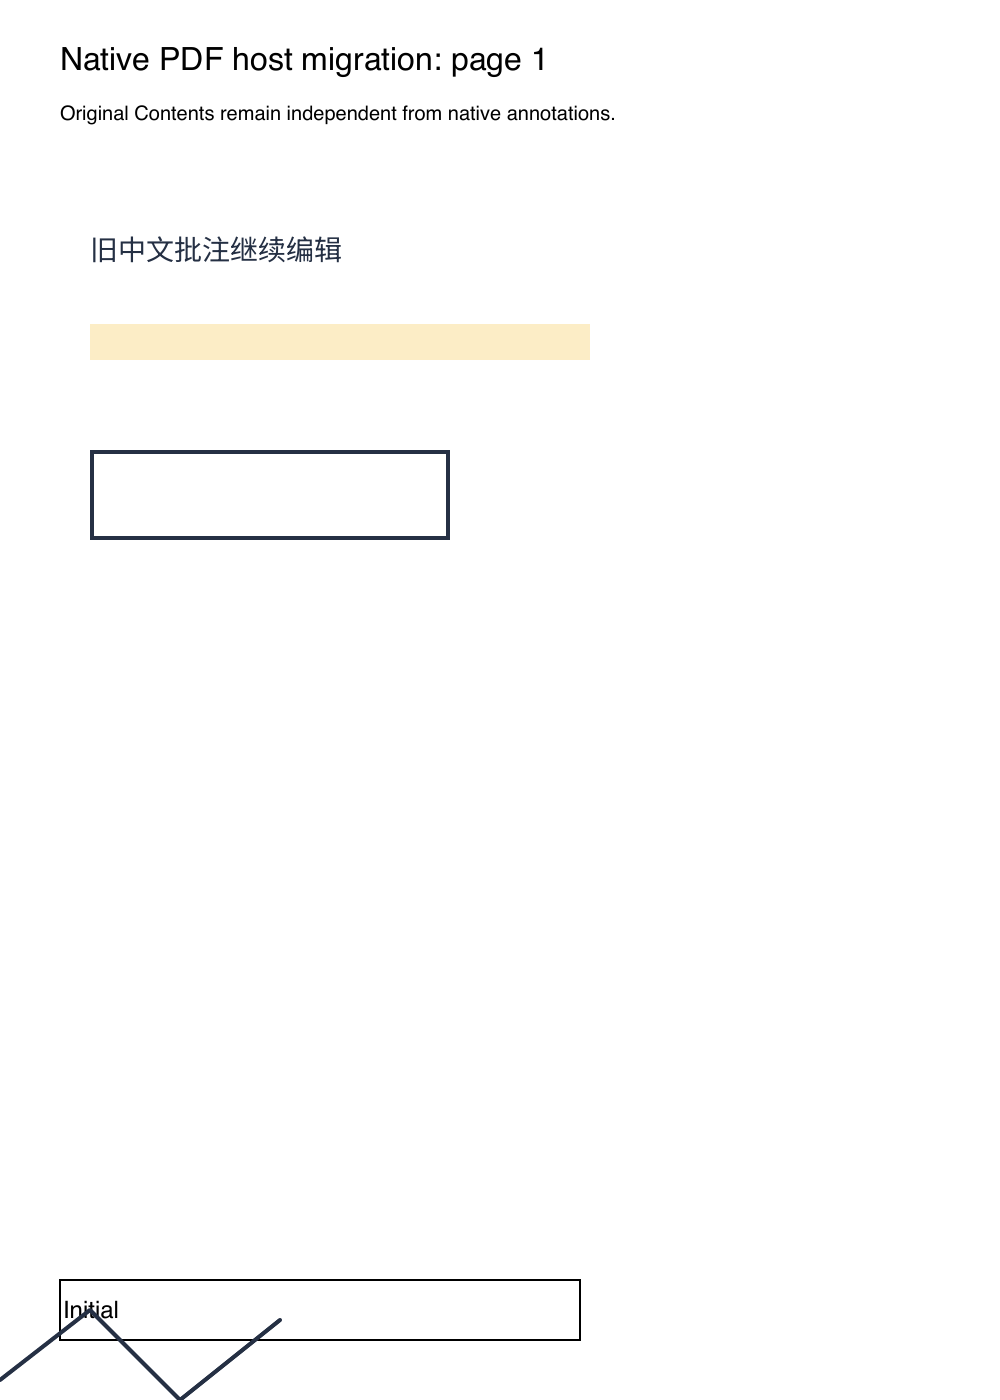 Native PDF host migration: page 1
Original Contents remain independent from native annotations.
旧中文批注继续编辑
Initial